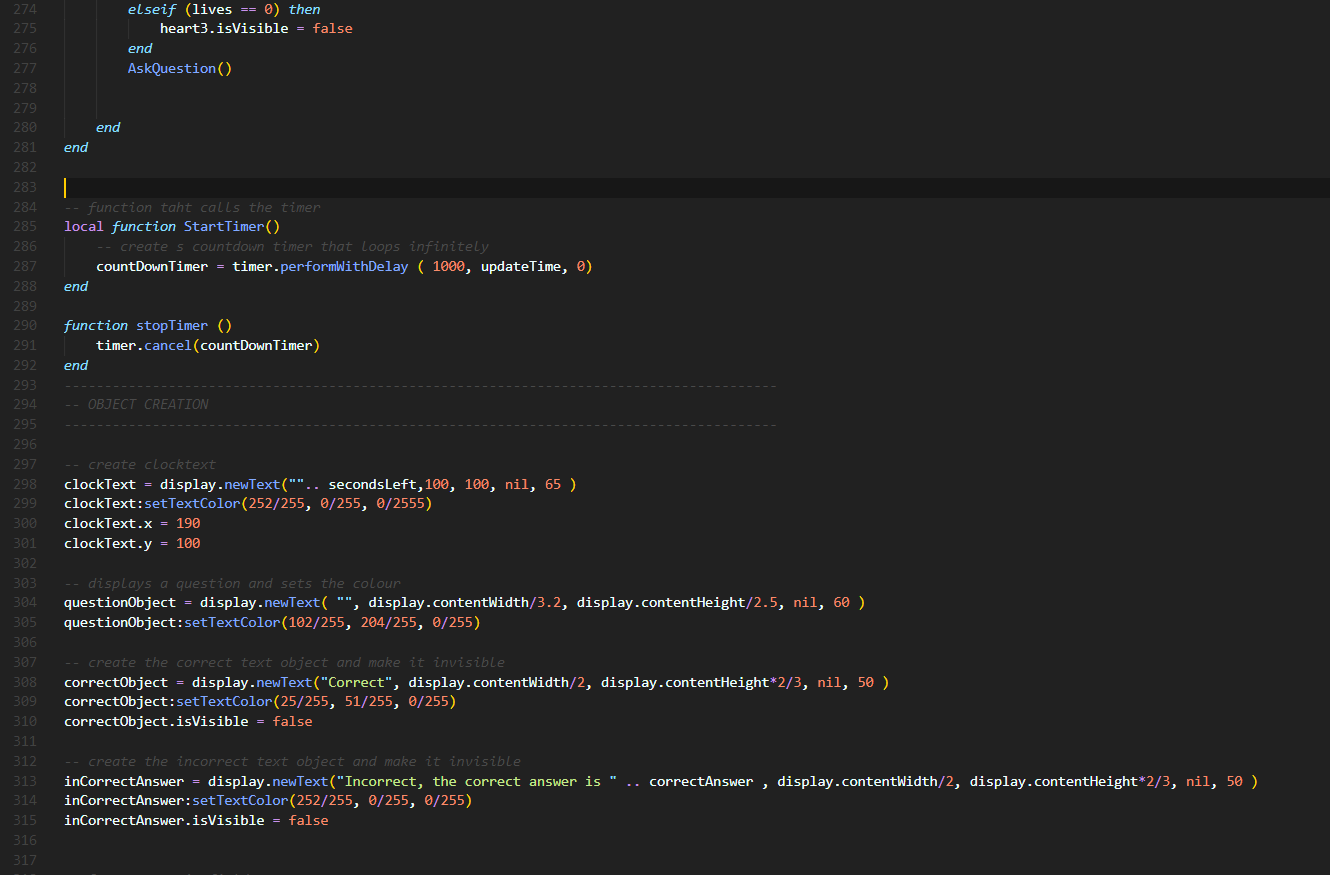 274 elseif (lives == 0) then
275 heart3.isVisible = false
276 end
277 AskQuestion()
278
279
280 end
281 end
282
283
284 -- function taht calls the timer
285 local function StartTimer()
286 -- create s countdown timer that loops infinitely
287 countDownTimer = timer.performWithDelay ( 1000, updateTime, 0)
288 end
289
290 function stopTimer ()
291 timer.cancel(countDownTimer)
292 end
293 -----------------------------------------------------------------------------------------
294 -- OBJECT CREATION
295 -----------------------------------------------------------------------------------------
296
297 -- create clocktext
298 clockText = display.newText("".. secondsLeft,100, 100, nil, 65 )
299 clockText:setTextColor(252/255, 0/255, 0/2555)
300 clockText.x = 190
301 clockText.y = 100
302
303 -- displays a question and sets the colour
304 questionObject = display.newText( "", display.contentWidth/3.2, display.contentHeight/2.5, nil, 60 )
305 questionObject:setTextColor(102/255, 204/255, 0/255)
306
307 -- create the correct text object and make it invisible
308 correctObject = display.newText("Correct", display.contentWidth/2, display.contentHeight*2/3, nil, 50 )
309 correctObject:setTextColor(25/255, 51/255, 0/255)
310 correctObject.isVisible = false
311
312 -- create the incorrect text object and make it invisible
313 inCorrectAnswer = display.newText("Incorrect, the correct answer is " .. correctAnswer , display.contentWidth/2, display.contentHeight*2/3, nil, 50 )
314 inCorrectAnswer:setTextColor(252/255, 0/255, 0/255)
315 inCorrectAnswer.isVisible = false
316
317